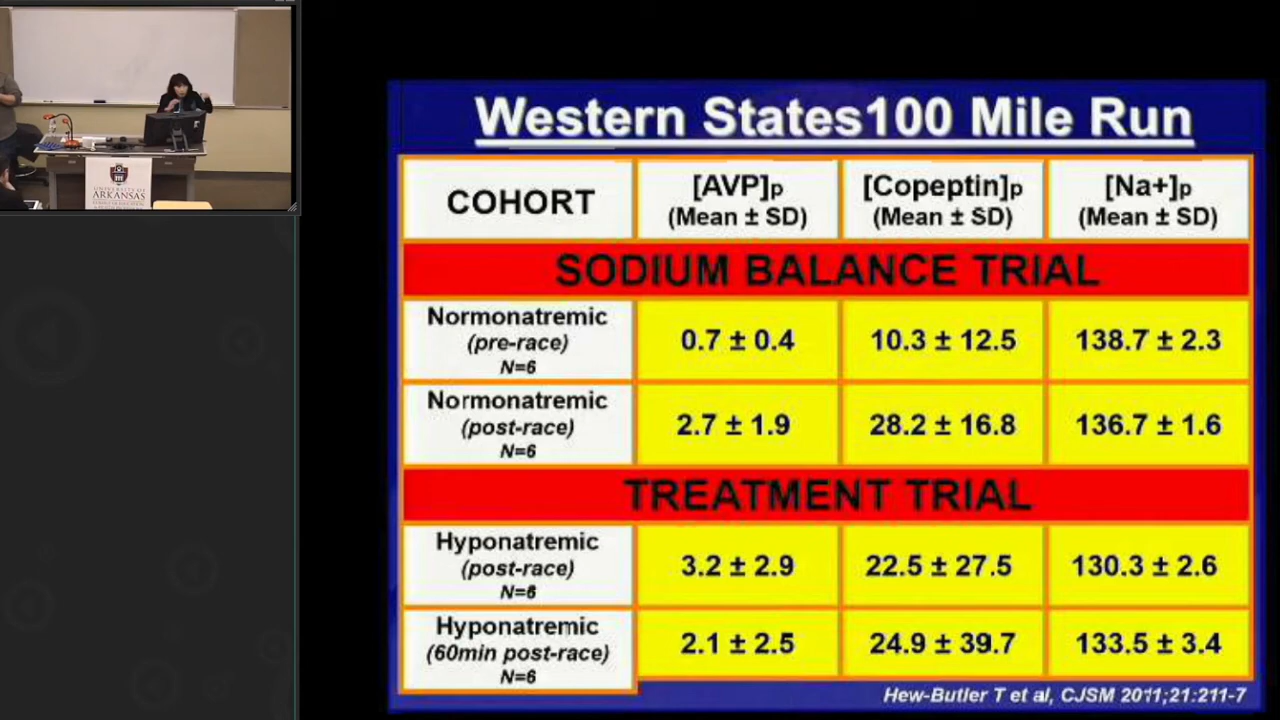 UNIVERSITY OF
ARKANSAS
Western States100 Mile Run
COHORT
[AVP]p
(Mean ± SD)
[Copeptin]p
(Mean ± SD)
[Na+]p
(Mean ± SD)
SODIUM BALANCE TRIAL
Normonatremic
(pre-race)
N=6
0.7 ± 0.4
10.3 ± 12.5
138.7 ± 2.3
Normonatremic
(post-race)
N=6
2.7 ± 1.9
28.2 ± 16.8
136.7 ± 1.6
TREATMENT TRIAL
Hyponatremic
(post-race)
N=6
3.2 ± 2.9
22.5 ± 27.5
130.3 ± 2.6
Hyponatremic
(60min post-race)
N=6
2.1 ± 2.5
24.9 ± 39.7
133.5 ± 3.4
Hew-Butler T et al, CJSM 2011;21:211-7